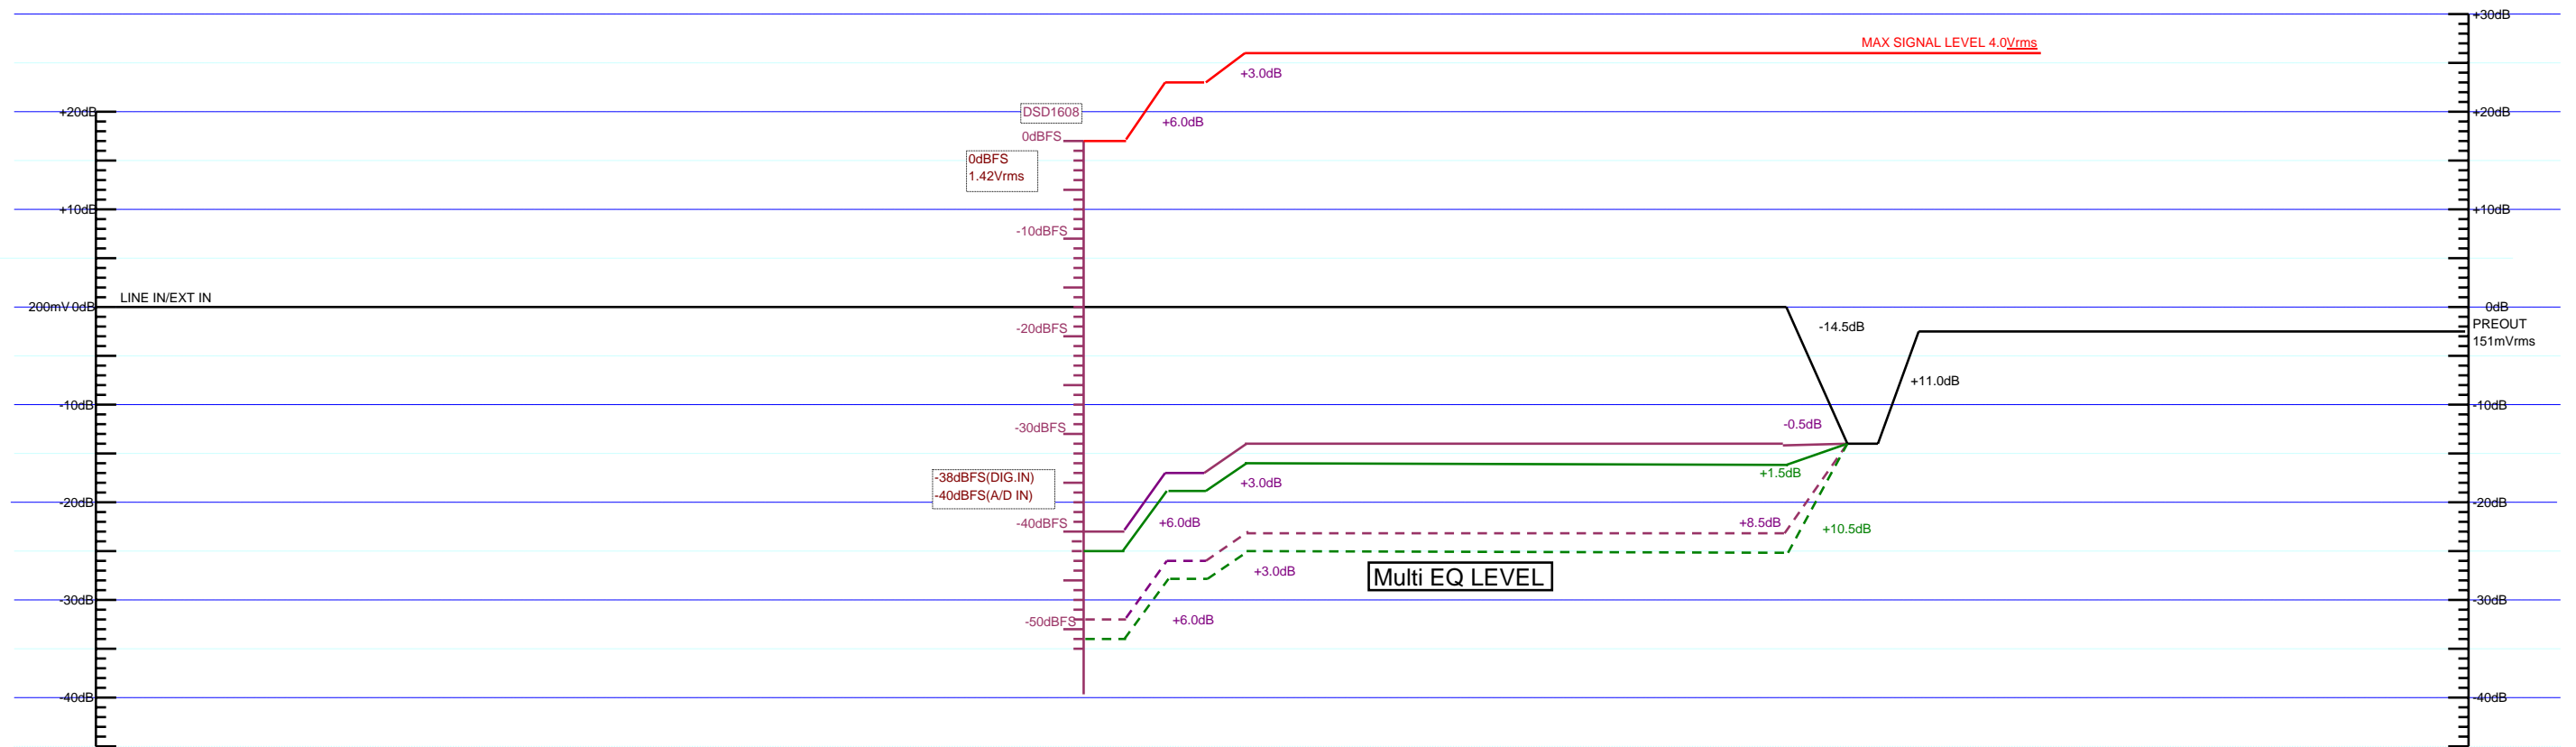 +30dB
MAX SIGNAL LEVEL 4.0Vrms
+3.0dB
+20dB
DSD1608
+6.0dB
+20dB
0dBFS
0dBFS
1.42Vrms
+10dB
+10dB
-10dBFS
LINE IN/EXT IN
200mV 0dB
0dB
-20dBFS
-14.5dB
PREOUT
151mVrms
+11.0dB
-10dB
-10dB
-30dBFS
-0.5dB
-38dBFS(DIG.IN)
-40dBFS(A/D IN)
+3.0dB
+1.5dB
-20dB
-20dB
-40dBFS
+6.0dB
+8.5dB
+10.5dB
+3.0dB
Multi EQ LEVEL
-30dB
-30dB
-50dBFS
+6.0dB
-40dB
-40dB